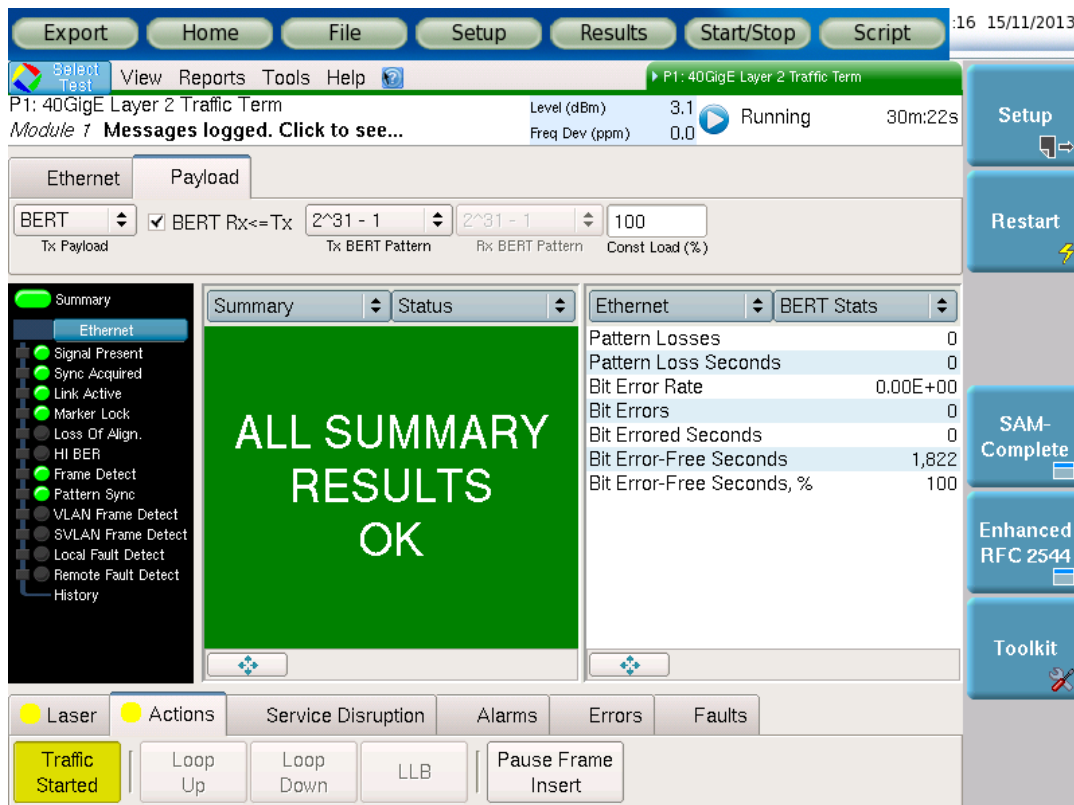 Export Home File Setup Results Start/Stop Script :16 15/11/2013
Select Test View Reports Tools Help P1: 40GigE Layer 2 Traffic Term
P1: 40GigE Layer 2 Traffic Term
Module 1 Messages logged. Click to see...
Level (dBm) 3.1
Freq Dev (ppm) 0.0
Running 30m:22s
Setup
Restart
SAM-
Complete
Enhanced
RFC 2544
Toolkit
Ethernet Payload
BERT BERT Rx<=Tx 2^31 - 1 2^31 - 1 100
Tx Payload Tx BERT Pattern Rx BERT Pattern Const Load (%)
Summary
Ethernet
Signal Present
Sync Acquired
Link Active
Marker Lock
Loss Of Align.
HI BER
Frame Detect
Pattern Sync
VLAN Frame Detect
SVLAN Frame Detect
Local Fault Detect
Remote Fault Detect
History
Summary Status
ALL SUMMARY
RESULTS
OK
Ethernet BERT Stats
Pattern Losses 0
Pattern Loss Seconds 0
Bit Error Rate 0.00E+00
Bit Errors 0
Bit Errored Seconds 0
Bit Error-Free Seconds 1,822
Bit Error-Free Seconds, % 100
Laser Actions Service Disruption Alarms Errors Faults
Traffic
Started
Loop
Up
Loop
Down
LLB
Pause Frame
Insert